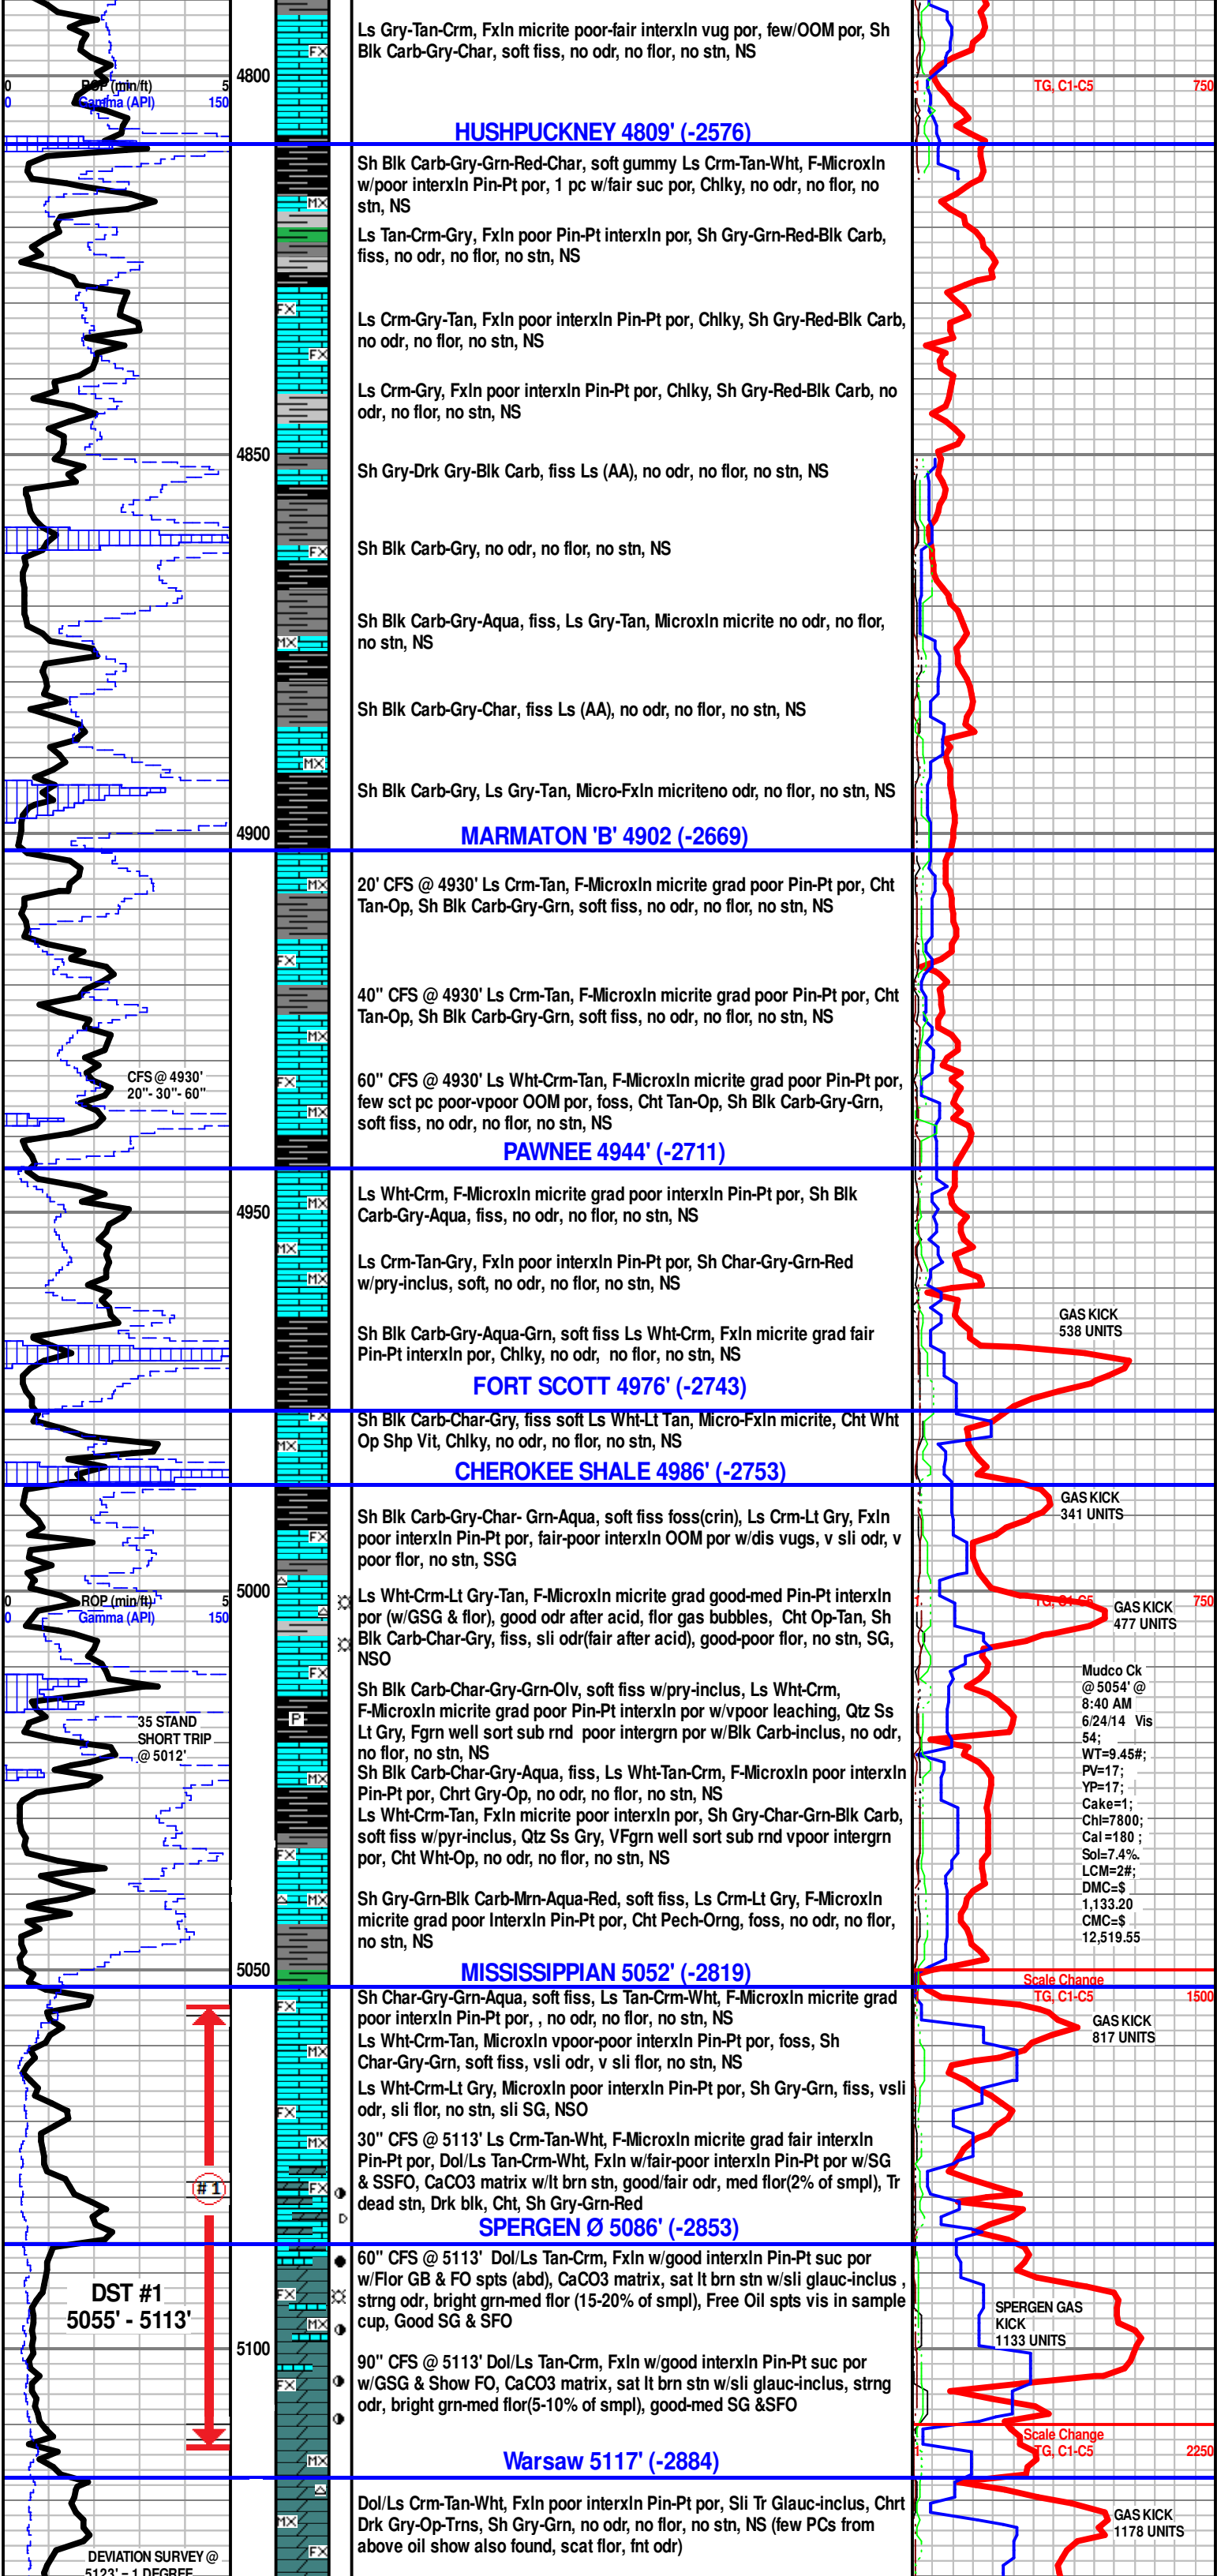 Ls Gry-Tan-Crm, Fxln micrite poor-fair interxln vug por, few/OOM por, Sh
Blk Carb-Gry-Char, soft fiss, no odr, no flor, no stn, NS
FX
4800
0 ROP (min/ft) 5
0 Gamma (API) 150
1 TG, C1-C5 750
HUSHPUCKNEY 4809' (-2576)
Sh Blk Carb-Gry-Grn-Red-Char, soft gummy Ls Crm-Tan-Wht, F-Microxln
w/poor interxln Pin-Pt por, 1 pc w/fair suc por, Chlky, no odr, no flor, no
stn, NS
MX
Ls Tan-Crm-Gry, Fxln poor Pin-Pt interxln por, Sh Gry-Grn-Red-Blk Carb,
fiss, no odr, no flor, no stn, NS
FX
Ls Crm-Gry-Tan, Fxln poor interxln Pin-Pt por, Chlky, Sh Gry-Red-Blk Carb,
no odr, no flor, no stn, NS
FX
Ls Crm-Gry, Fxln poor interxln Pin-Pt por, Chlky, Sh Gry-Red-Blk Carb, no
odr, no flor, no stn, NS
4850
Sh Gry-Drk Gry-Blk Carb, fiss Ls (AA), no odr, no flor, no stn, NS
Sh Blk Carb-Gry, no odr, no flor, no stn, NS
FX
Sh Blk Carb-Gry-Aqua, fiss, Ls Gry-Tan, Microxln micrite no odr, no flor,
no stn, NS
MX
Sh Blk Carb-Gry-Char, fiss Ls (AA), no odr, no flor, no stn, NS
MX
Sh Blk Carb-Gry, Ls Gry-Tan, Micro-Fxln micriteno odr, no flor, no stn, NS
4900
MARMATON 'B' 4902 (-2669)
MX
20' CFS @ 4930' Ls Crm-Tan, F-Microxln micrite grad poor Pin-Pt por, Cht
Tan-Op, Sh Blk Carb-Gry-Grn, soft fiss, no odr, no flor, no stn, NS
FX
40" CFS @ 4930' Ls Crm-Tan, F-Microxln micrite grad poor Pin-Pt por, Cht
Tan-Op, Sh Blk Carb-Gry-Grn, soft fiss, no odr, no flor, no stn, NS
MX
CFS @ 4930'
20"- 30"- 60"
FX
60" CFS @ 4930' Ls Wht-Crm-Tan, F-Microxln micrite grad poor Pin-Pt por,
few sct pc poor-vpoor OOM por, foss, Cht Tan-Op, Sh Blk Carb-Gry-Grn,
soft fiss, no odr, no flor, no stn, NS
MX
PAWNEE 4944' (-2711)
Ls Wht-Crm, F-Microxln micrite grad poor interxln Pin-Pt por, Sh Blk
Carb-Gry-Aqua, fiss, no odr, no flor, no stn, NS
MX
4950
MX
Ls Crm-Tan-Gry, Fxln poor interxln Pin-Pt por, Sh Char-Gry-Grn-Red
w/pry-inclus, soft, no odr, no flor, no stn, NS
MX
GAS KICK
538 UNITS
Sh Blk Carb-Gry-Aqua-Grn, soft fiss Ls Wht-Crm, Fxln micrite grad fair
Pin-Pt interxln por, Chlky, no odr, no flor, no stn, NS
FORT SCOTT 4976' (-2743)
FX
Sh Blk Carb-Char-Gry, fiss soft Ls Wht-Lt Tan, Micro-Fxln micrite, Cht Wht
Op Shp Vit, Chlky, no odr, no flor, no stn, NS
MX
CHEROKEE SHALE 4986' (-2753)
GAS KICK
341 UNITS
Sh Blk Carb-Gry-Char- Grn-Aqua, soft fiss foss(crin), Ls Crm-Lt Gry, Fxln
poor interxln Pin-Pt por, fair-poor interxln OOM por w/dis vugs, v sli odr, v
poor flor, no stn, SSG
FX
5000
0 ROP (min/ft) 5
0 Gamma (API) 150
Ls Wht-Crm-Lt Gry-Tan, F-Microxln micrite grad good-med Pin-Pt interxln
por (w/GSG & flor), good odr after acid, flor gas bubbles, Cht Op-Tan, Sh
Blk Carb-Char-Gry, fiss, sli odr(fair after acid), good-poor flor, no stn, SG,
NSO
1 TG, C1-C5 750
GAS KICK
477 UNITS
FX
Sh Blk Carb-Char-Gry-Grn-Olv, soft fiss w/pry-inclus, Ls Wht-Crm,
F-Microxln micrite grad poor Pin-Pt interxln por w/vpoor leaching, Qtz Ss
Lt Gry, Fgrn well sort sub rnd poor intergrn por w/Blk Carb-inclus, no odr,
no flor, no stn, NS
P
35 STAND
SHORT TRIP
@ 5012'
Mudco Ck
@ 5054' @
8:40 AM
6/24/14 Vis
54;
WT=9.45#;
PV=17;
YP=17;
Cake=1;
Chl=7800;
Cal =180 ;
Sol=7.4%.
LCM=2#;
DMC=$
1,133.20
CMC=$
12,519.55
Sh Blk Carb-Char-Gry-Aqua, fiss, Ls Wht-Tan-Crm, F-Microxln poor interxln
Pin-Pt por, Chrt Gry-Op, no odr, no flor, no stn, NS
MX
Ls Wht-Crm-Tan, Fxln micrite poor interxln por, Sh Gry-Char-Grn-Blk Carb,
soft fiss w/pyr-inclus, Qtz Ss Gry, VFgrn well sort sub rnd vpoor intergrn
por, Cht Wht-Op, no odr, no flor, no stn, NS
FX
Sh Gry-Grn-Blk Carb-Mrn-Aqua-Red, soft fiss, Ls Crm-Lt Gry, F-Microxln
micrite grad poor Interxln Pin-Pt por, Cht Pech-Orng, foss, no odr, no flor,
no stn, NS
MX
5050
MISSISSIPPIAN 5052' (-2819)
Scale Change
TG, C1-C5 1500
Sh Char-Gry-Grn-Aqua, soft fiss, Ls Tan-Crm-Wht, F-Microxln micrite grad
poor interxln Pin-Pt por, , no odr, no flor, no stn, NS
FX
GAS KICK
817 UNITS
Ls Wht-Crm-Tan, Microxln vpoor-poor interxln Pin-Pt por, foss, Sh
Char-Gry-Grn, soft fiss, vsli odr, v sli flor, no stn, NS
MX
Ls Wht-Crm-Lt Gry, Microxln poor interxln Pin-Pt por, Sh Gry-Grn, fiss, vsli
odr, sli flor, no stn, sli SG, NSO
FX
30" CFS @ 5113' Ls Crm-Tan-Wht, F-Microxln micrite grad fair interxln
Pin-Pt por, Dol/Ls Tan-Crm-Wht, Fxln w/fair-poor interxln Pin-Pt por w/SG
& SSFO, CaCO3 matrix w/lt brn stn, good/fair odr, med flor(2% of smpl), Tr
dead stn, Drk blk, Cht, Sh Gry-Grn-Red
MX
FX
# 1
D
SPERGEN Ø 5086' (-2853)
60" CFS @ 5113' Dol/Ls Tan-Crm, Fxln w/good interxln Pin-Pt suc por
w/Flor GB & FO spts (abd), CaCO3 matrix, sat lt brn stn w/sli glauc-inclus ,
strng odr, bright grn-med flor (15-20% of smpl), Free Oil spts vis in sample
cup, Good SG & SFO
FX
MX
DST #1
5055' - 5113'
SPERGEN GAS
KICK
1133 UNITS
5100
90" CFS @ 5113' Dol/Ls Tan-Crm, Fxln w/good interxln Pin-Pt suc por
w/GSG & Show FO, CaCO3 matrix, sat lt brn stn w/sli glauc-inclus, strng
odr, bright grn-med flor(5-10% of smpl), good-med SG &SFO
FX
Scale Change
1 TG, C1-C5 2250
MX
Warsaw 5117' (-2884)
Dol/Ls Crm-Tan-Wht, Fxln poor interxln Pin-Pt por, Sli Tr Glauc-inclus, Chrt
Drk Gry-Op-Trns, Sh Gry-Grn, no odr, no flor, no stn, NS (few PCs from
above oil show also found, scat flor, fnt odr)
MX
FX
GAS KICK
1178 UNITS
DEVIATION SURVEY @
5123' - 1 DEGREE